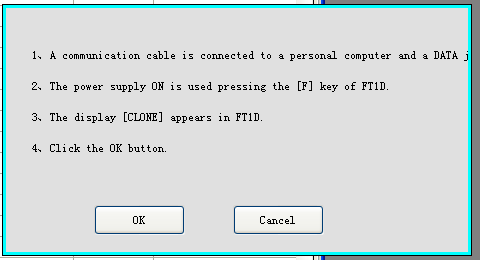 1、A communication cable is connected to a personal computer and a DATA
2、The power supply ON is used pressing the [F] key of FT1D.
3、The display [CLONE] appears in FT1D.
4、Click the OK button.
OK
Cancel